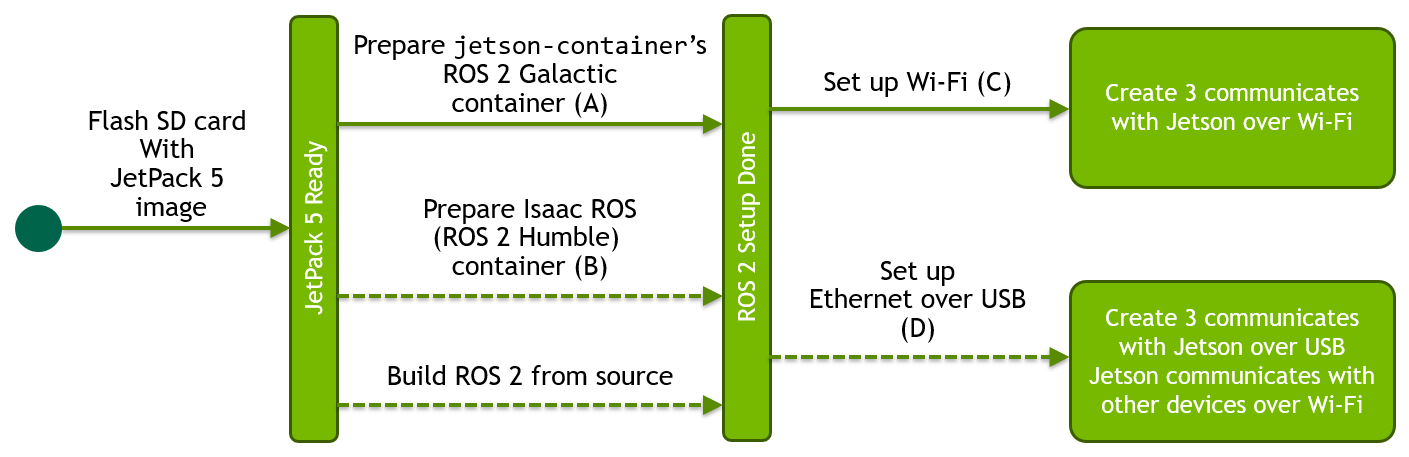 Flash SD card
With
JetPack 5
image
JetPack 5 Ready
Prepare jetson-container’s
ROS 2 Galactic
container (A)
Prepare Isaac ROS
(ROS 2 Humble)
container (B)
Build ROS 2 from source
ROS 2 Setup Done
Set up Wi-Fi (C)
Create 3 communicates
with Jetson over Wi-Fi
Set up
Ethernet over USB
(D)
Create 3 communicates
with Jetson over USB
Jetson communicates with
other devices over Wi-Fi